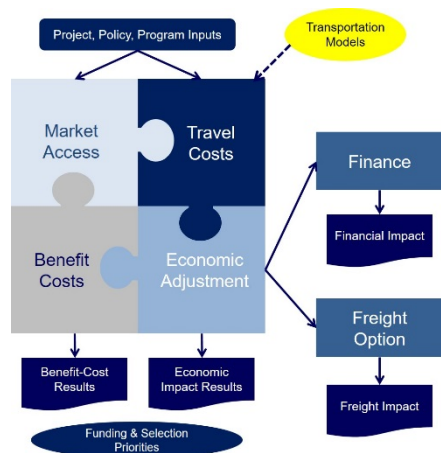 Project, Policy, Program Inputs
Transportation
Models
Market
Access
Travel
Costs
Finance
Financial Impact
Benefit
Costs
Economic
Adjustment
Freight
Option
Benefit-Cost
Results
Economic
Impact Results
Freight Impact
Funding & Selection
Priorities